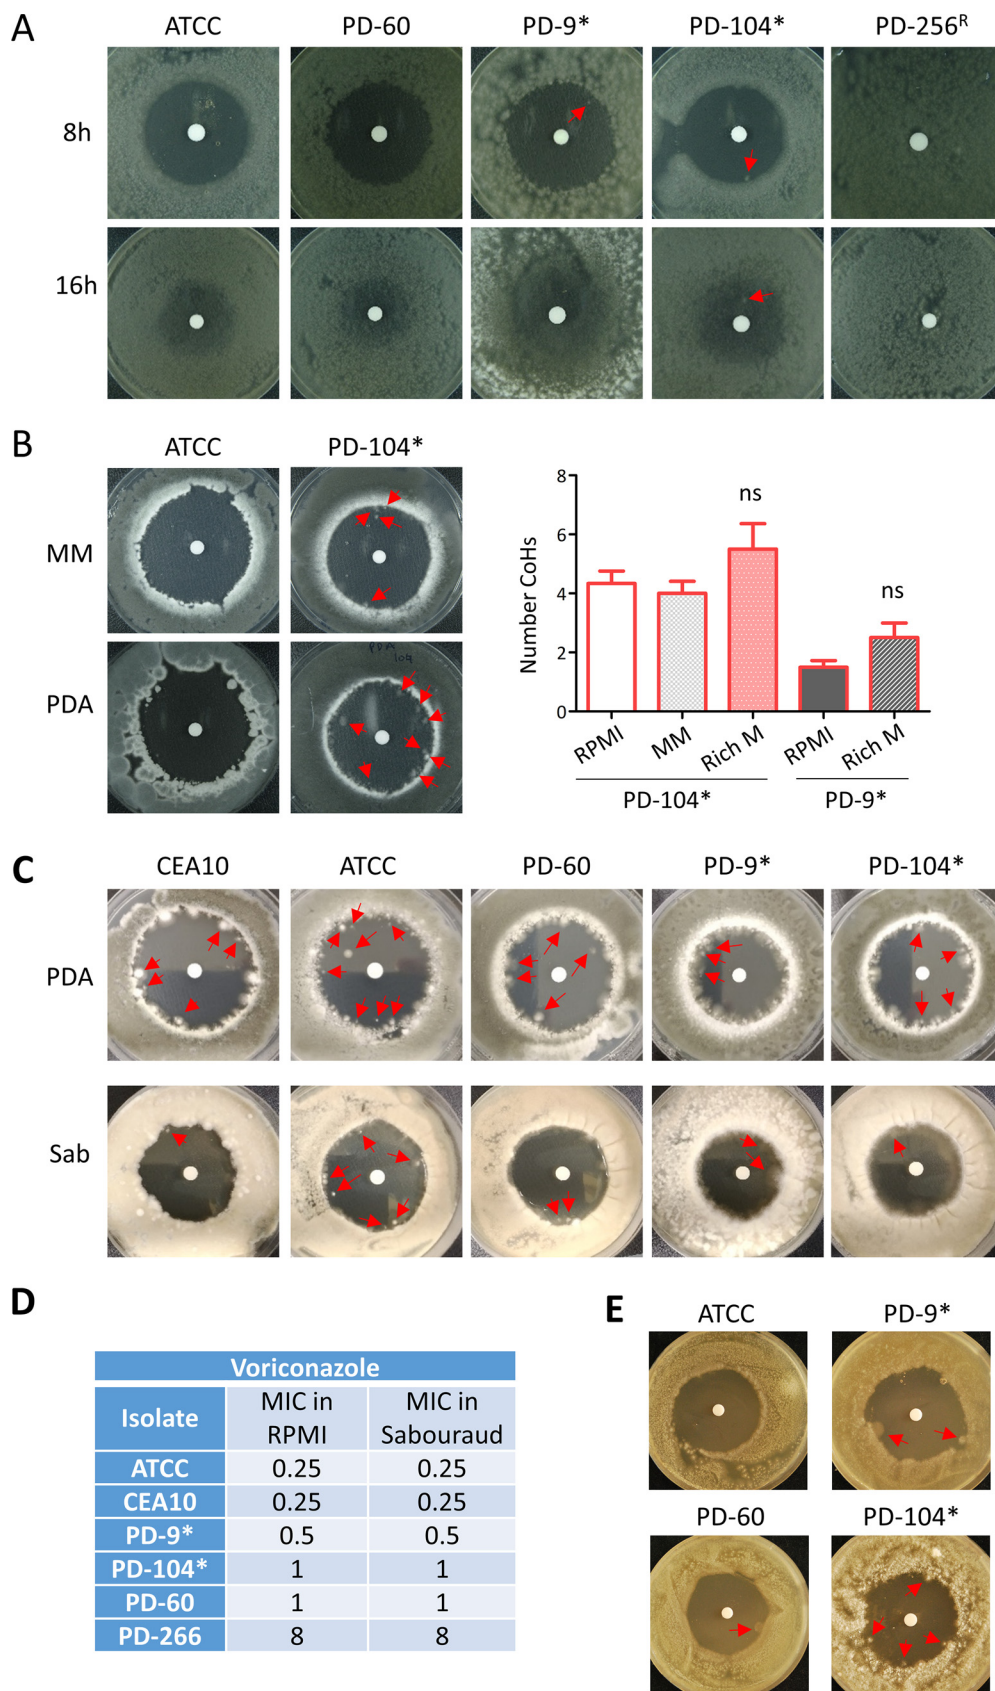 A
ATCC PD-60 PD-9* PD-104* PD-256ᴿ
8h
16h
B
ATCC PD-104*
MM
PDA
PDA
104
Number CoHs
8
6
4
2
0
ns
ns
RPMI MM Rich M RPMI Rich M
PD-104* PD-9*
C
CEA10 ATCC PD-60 PD-9* PD-104*
PDA
Sab
D
Voriconazole
Isolate MIC in RPMI MIC in Sabouraud
ATCC 0.25 0.25
CEA10 0.25 0.25
PD-9* 0.5 0.5
PD-104* 1 1
PD-60 1 1
PD-266 8 8
E
ATCC PD-9*
PD-60 PD-104*